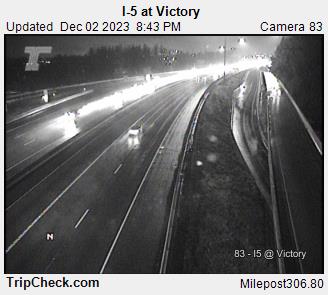 I-5 at Victory
Updated Dec 02 2023 8:43 PM Camera 83
T
N
83 - I5 @ Victory
TripCheck.com Milepost306.80